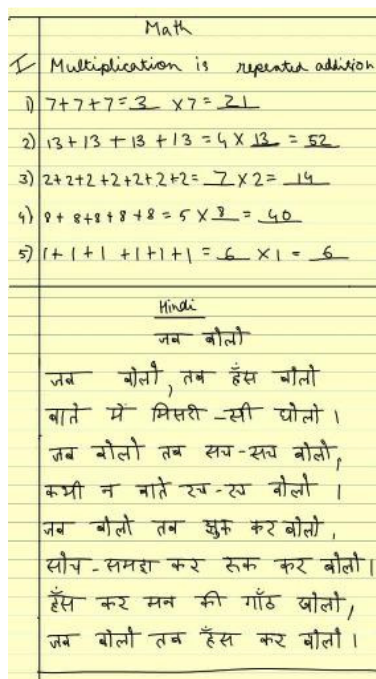 Math
I Multiplication is repeated addition
1) 7+7+7=3 ×7=21
2) 13+13+13+13=4×13=52
3) 2+2+2+2+2+2+2=7×2=14
4) 8+8+8+8+8=5×8=40
5) 1+1+1+1+1+1=6×1=6
Hindi
जब बोलो
जब बोलो, तब हँस बोलो
बाते में मिसरी-सी घोलो ।
जब बोलो तब सच-सच बोलो,
कभी न बाते रच-रच बोलो ।
जब बोलो तब झुक कर बोलो,
सोच-समझ कर रूक कर बोलो ।
हँस कर मन की गाँठ खोलो,
जब बोलो तब हँस कर बोलो ।